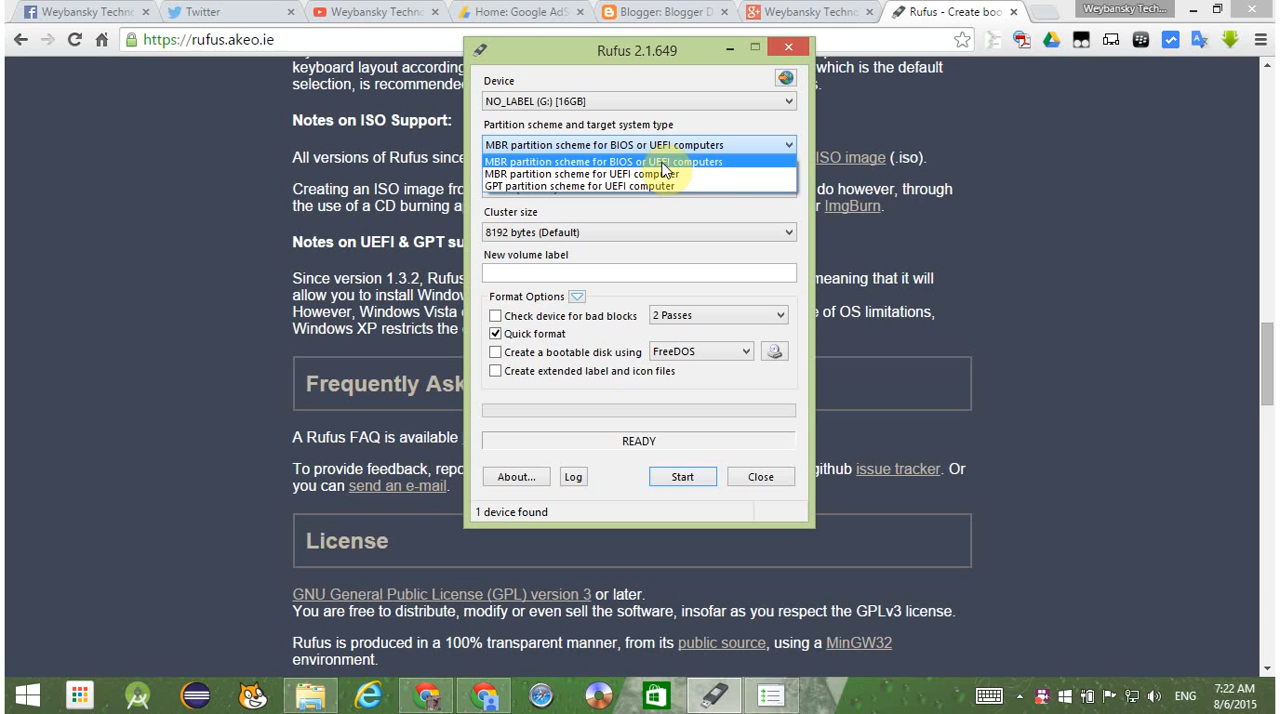 Weybansky Techno
Twitter
Weybansky Techno
Home: Google AdS
Blogger: Blogger D
Weybansky Techno
Rufus - Create boo
Weybansky Tech...
https://rufus.akeo.ie
keyboard layout according
which is the default
selection, is recommended
Rufus 2.1.649
Device
NO_LABEL (G:) [16GB]
Notes on ISO Support:
Partition scheme and target system type
MBR partition scheme for BIOS or UEFI computers
All versions of Rufus since
ISO image (.iso).
MBR partition scheme for BIOS or UEFI computers
MBR partition scheme for UEFI computer
GPT partition scheme for UEFI computer
Creating an ISO image from
do however, through
the use of a CD burning a
or ImgBurn.
Cluster size
8192 bytes (Default)
Notes on UEFI & GPT su
New volume label
Since version 1.3.2, Rufus
meaning that it will
allow you to install Window
However, Windows Vista
e of OS limitations,
Windows XP restricts the
Format Options
Check device for bad blocks
2 Passes
Quick format
Create a bootable disk using
FreeDOS
Create extended label and icon files
Frequently Ask
READY
A Rufus FAQ is available
To provide feedback, repo
github issue tracker. Or
you can send an e-mail.
About...
Log
Start
Close
1 device found
License
GNU General Public License (GPL) version 3 or later.
You are free to distribute, modify or even sell the software, insofar as you respect the GPLv3 license.
Rufus is produced in a 100% transparent manner, from its public source, using a MinGW32
environment.
ENG
7:22 AM
8/6/2015